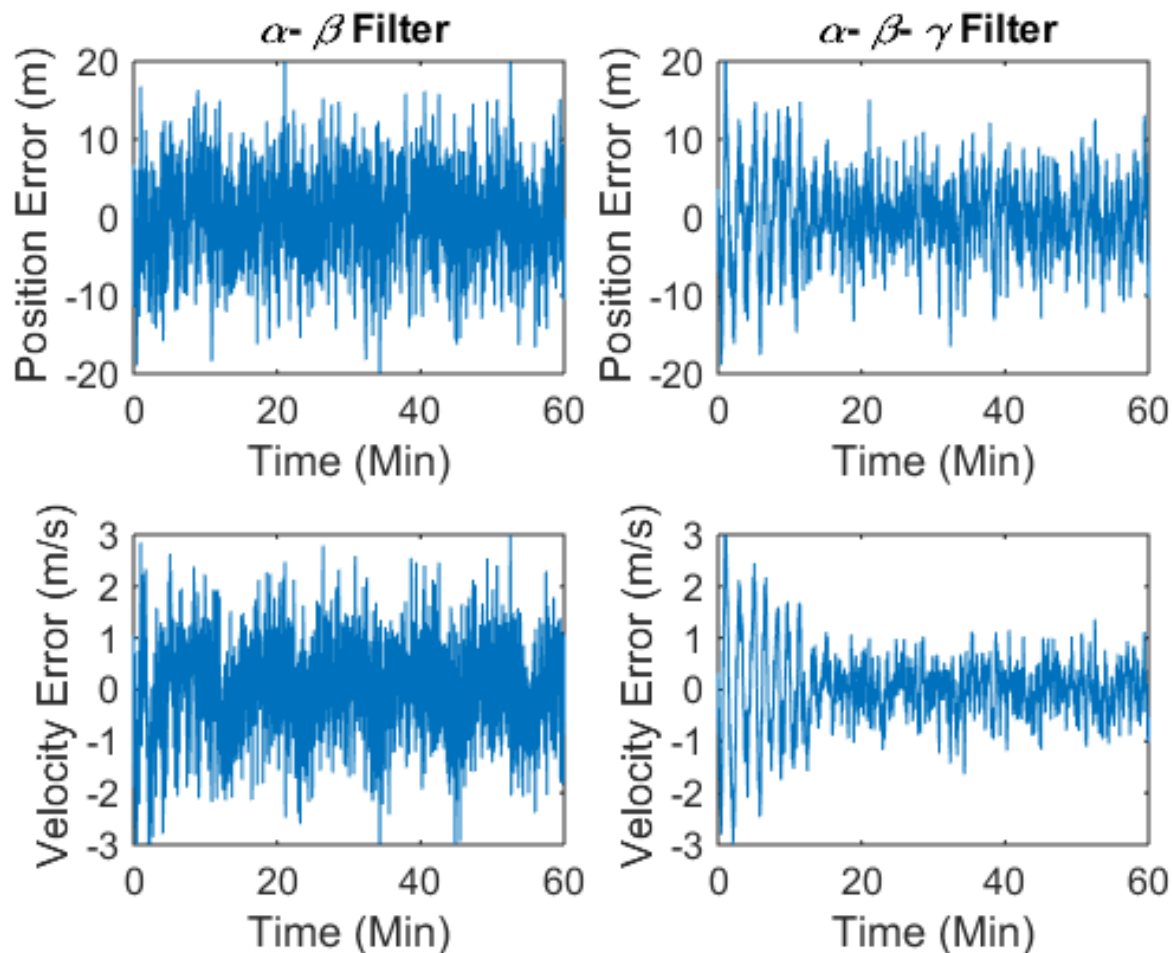 α- β Filter
α- β- γ Filter
Position Error (m)
20
10
0
-10
-20
0 20 40 60
Time (Min)
Position Error (m)
20
10
0
-10
-20
0 20 40 60
Time (Min)
Velocity Error (m/s)
3
2
1
0
-1
-2
-3
0 20 40 60
Time (Min)
Velocity Error (m/s)
3
2
1
0
-1
-2
-3
0 20 40 60
Time (Min)